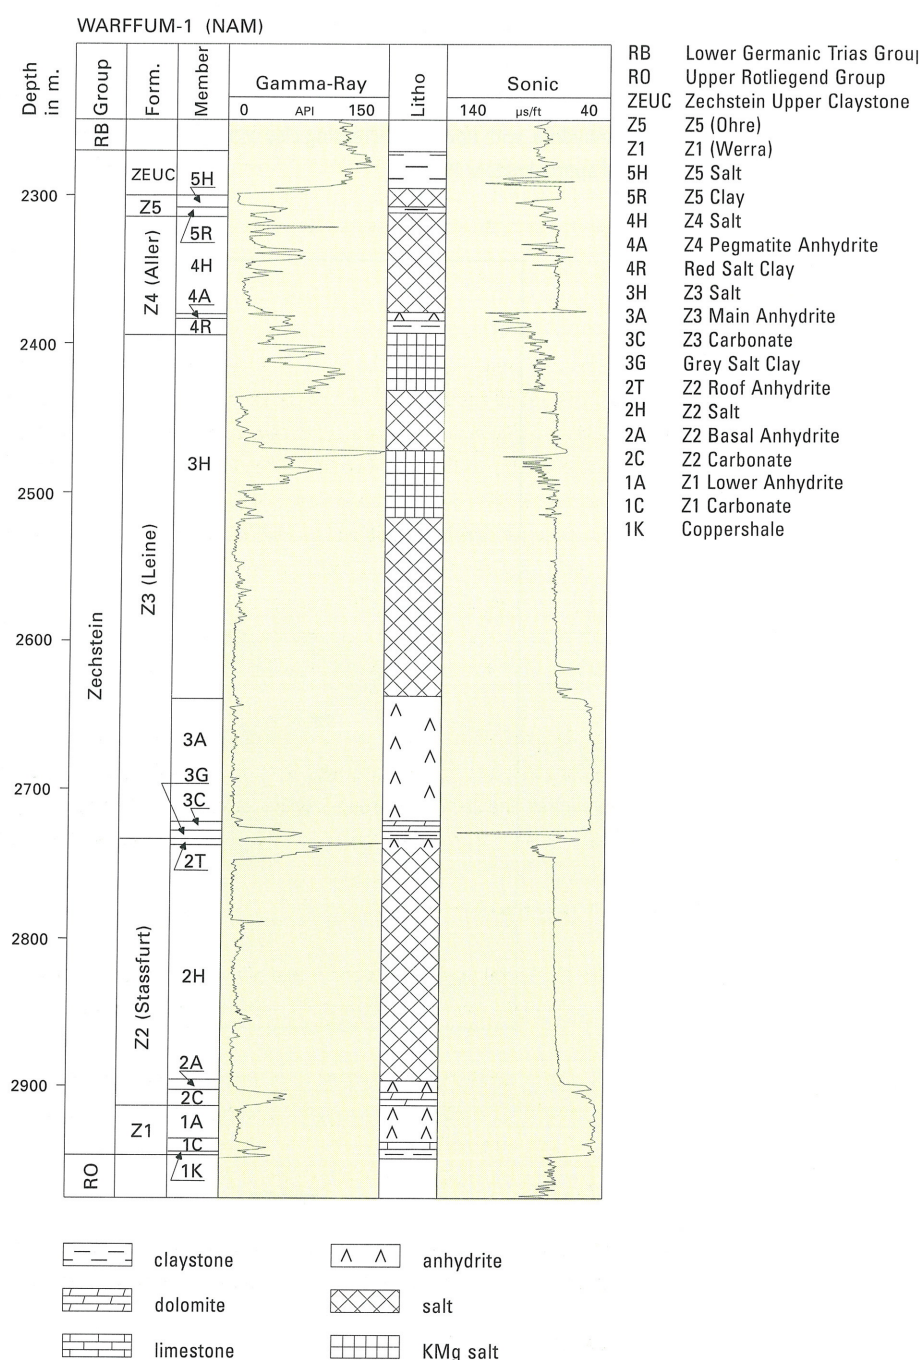 WARFFUM-1 (NAM)
Depth in m.
Group
Form.
Member
Gamma-Ray
0 API 150
Litho
Sonic
140 µs/ft 40
RB Lower Germanic Trias Group
RO Upper Rotliegend Group
ZEUC Zechstein Upper Claystone
Z5 Z5 (Ohre)
Z1 Z1 (Werra)
5H Z5 Salt
5R Z5 Clay
4H Z4 Salt
4A Z4 Pegmatite Anhydrite
4R Red Salt Clay
3H Z3 Salt
3A Z3 Main Anhydrite
3C Z3 Carbonate
3G Grey Salt Clay
2T Z2 Roof Anhydrite
2H Z2 Salt
2A Z2 Basal Anhydrite
2C Z2 Carbonate
1A Z1 Lower Anhydrite
1C Z1 Carbonate
1K Coppershale
2300
2400
2500
2600
2700
2800
2900
RB
Zechstein
RO
ZEUC
Z5
Z4 (Aller)
Z3 (Leine)
Z2 (Stassfurt)
Z1
5H
5R
4H
4A
4R
3H
3A
3G
3C
2T
2H
2A
2C
1A
1C
1K
claystone
anhydrite
dolomite
salt
limestone
KMg salt